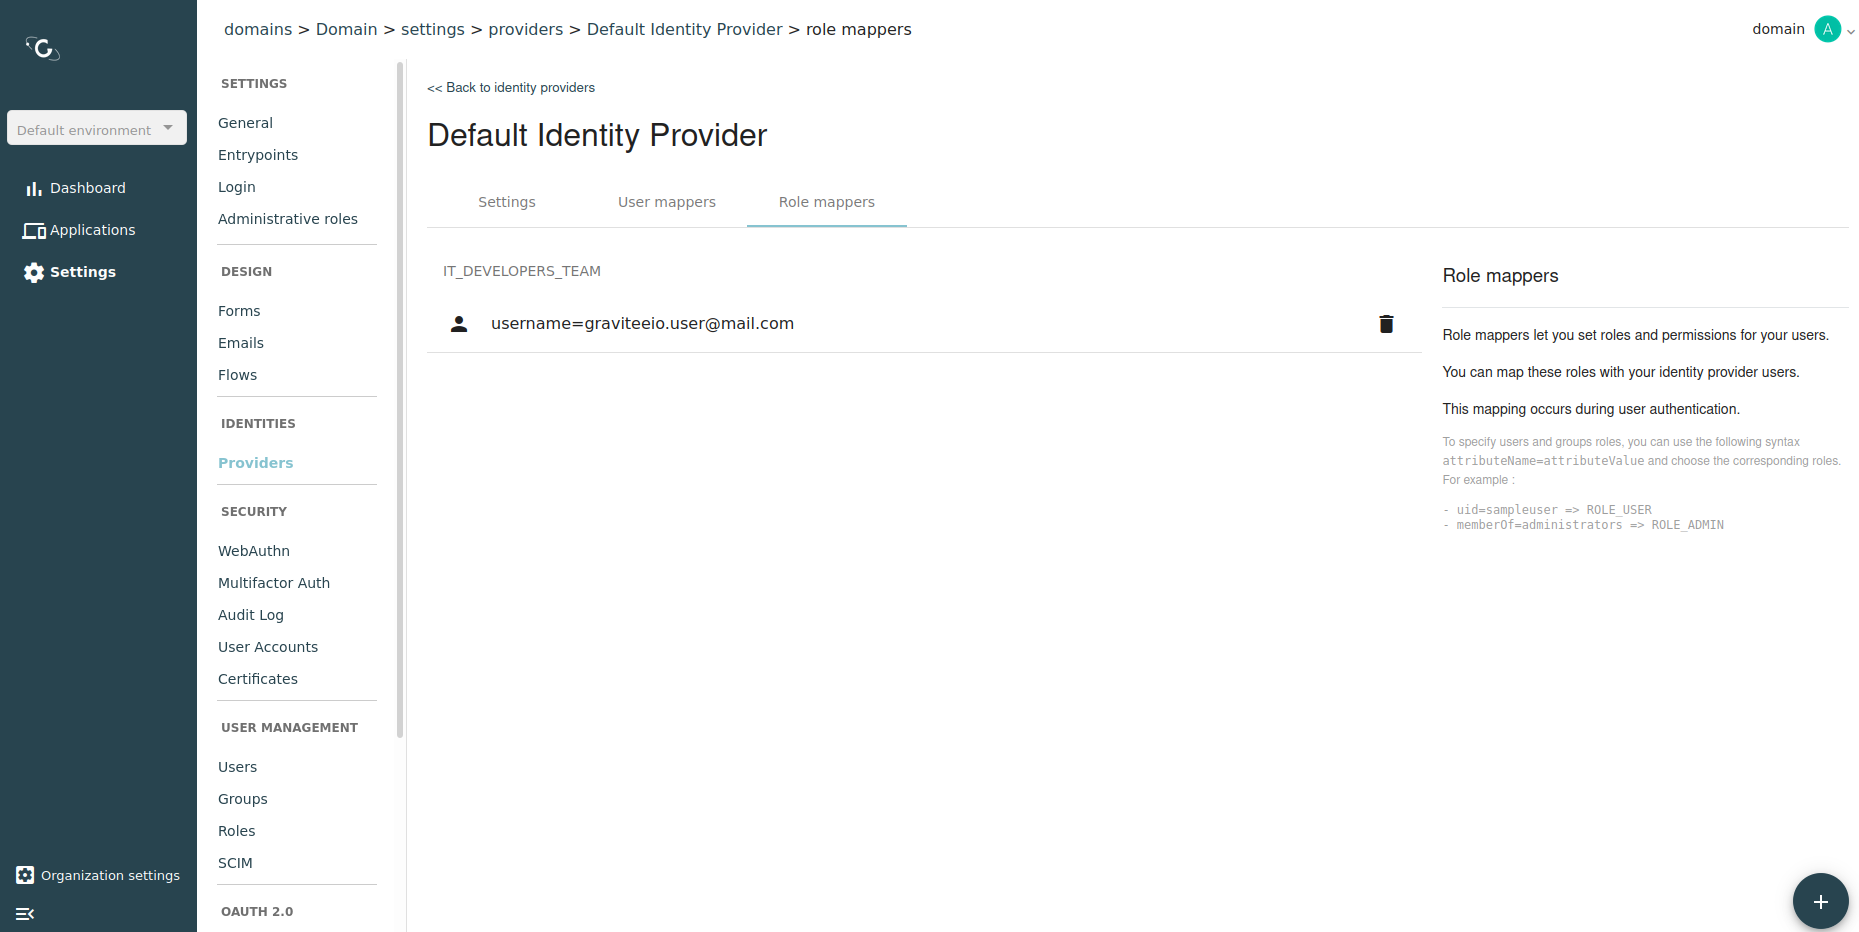 domains > Domain > settings > providers > Default Identity Provider > role mappers
domain
A
Default environment
Dashboard
Applications
Settings
Organization settings
SETTINGS
General
Entrypoints
Login
Administrative roles
DESIGN
Forms
Emails
Flows
IDENTITIES
Providers
SECURITY
WebAuthn
Multifactor Auth
Audit Log
User Accounts
Certificates
USER MANAGEMENT
Users
Groups
Roles
SCIM
OAUTH 2.0
<< Back to identity providers
Default Identity Provider
Settings
User mappers
Role mappers
IT_DEVELOPERS_TEAM
username=graviteeio.user@mail.com
Role mappers
Role mappers let you set roles and permissions for your users.
You can map these roles with your identity provider users.
This mapping occurs during user authentication.
To specify users and groups roles, you can use the following syntax
attributeName=attributeValue and choose the corresponding roles.
For example :
- uid=sampleuser => ROLE_USER
- memberOf=administrators => ROLE_ADMIN
+